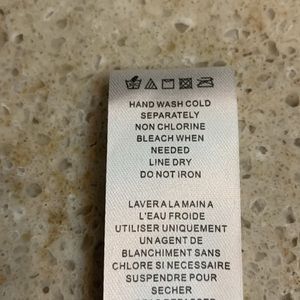 HAND WASH COLD
SEPARATELY
NON CHLORINE
BLEACH WHEN
NEEDED
LINE DRY
DO NOT IRON
LAVER A LA MAIN A
L'EAU FROIDE
UTILISER UNIQUEMENT
UN AGENT DE
BLANCHIMENT SANS
CHLORE SI NECESSAIRE
SUSPENDRE POUR
SECHER